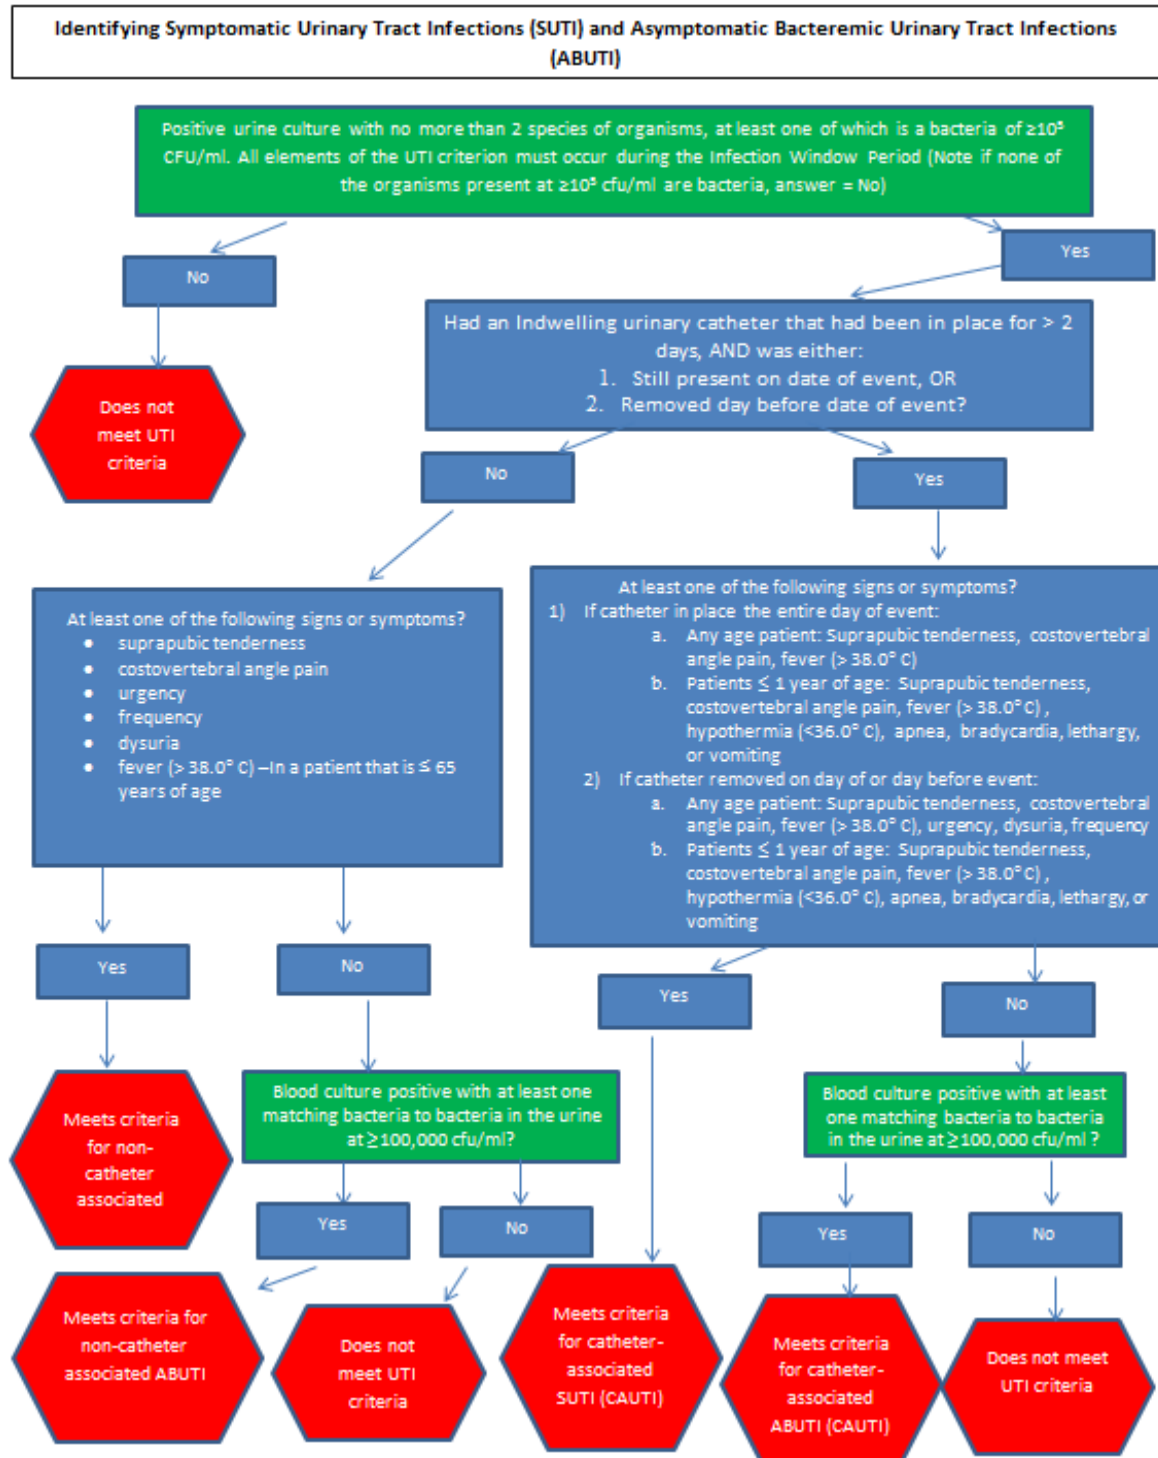 Identifying Symptomatic Urinary Tract Infections (SUTI) and Asymptomatic Bacteremic Urinary Tract Infections
(ABUTI)
Positive urine culture with no more than 2 species of organisms, at least one of which is a bacteria of ≥10⁵
CFU/ml. All elements of the UTI criterion must occur during the Infection Window Period (Note if none of
the organisms present at ≥10⁵ cfu/ml are bacteria, answer = No)
No
Yes
Does not
meet UTI
criteria
Had an Indwelling urinary catheter that had been in place for > 2
days, AND was either:
1. Still present on date of event, OR
2. Removed day before date of event?
No
Yes
At least one of the following signs or symptoms?
• suprapubic tenderness
• costovertebral angle pain
• urgency
• frequency
• dysuria
• fever (> 38.0° C) –In a patient that is ≤ 65
years of age
At least one of the following signs or symptoms?
1) If catheter in place the entire day of event:
a. Any age patient: Suprapubic tenderness, costovertebral
angle pain, fever (> 38.0° C)
b. Patients ≤ 1 year of age: Suprapubic tenderness,
costovertebral angle pain, fever (> 38.0° C) ,
hypothermia (<36.0° C), apnea, bradycardia, lethargy,
or vomiting
2) If catheter removed on day of or day before event:
a. Any age patient: Suprapubic tenderness, costovertebral
angle pain, fever (> 38.0° C), urgency, dysuria, frequency
b. Patients ≤ 1 year of age: Suprapubic tenderness,
costovertebral angle pain, fever (> 38.0° C) ,
hypothermia (<36.0° C), apnea, bradycardia, lethargy, or
vomiting
Yes
No
Yes
No
Meets criteria
for non-
catheter
associated
Blood culture positive with at least one
matching bacteria to bacteria in the urine
at ≥100,000 cfu/ml?
Blood culture positive with at least
one matching bacteria to bacteria
in the urine at ≥100,000 cfu/ml ?
Yes
No
Yes
No
Meets criteria for
non-catheter
associated ABUTI
Does not
meet UTI
criteria
Meets criteria
for catheter-
associated
SUTI (CAUTI)
Meets criteria
for catheter-
associated
ABUTI (CAUTI)
Does not meet
UTI criteria